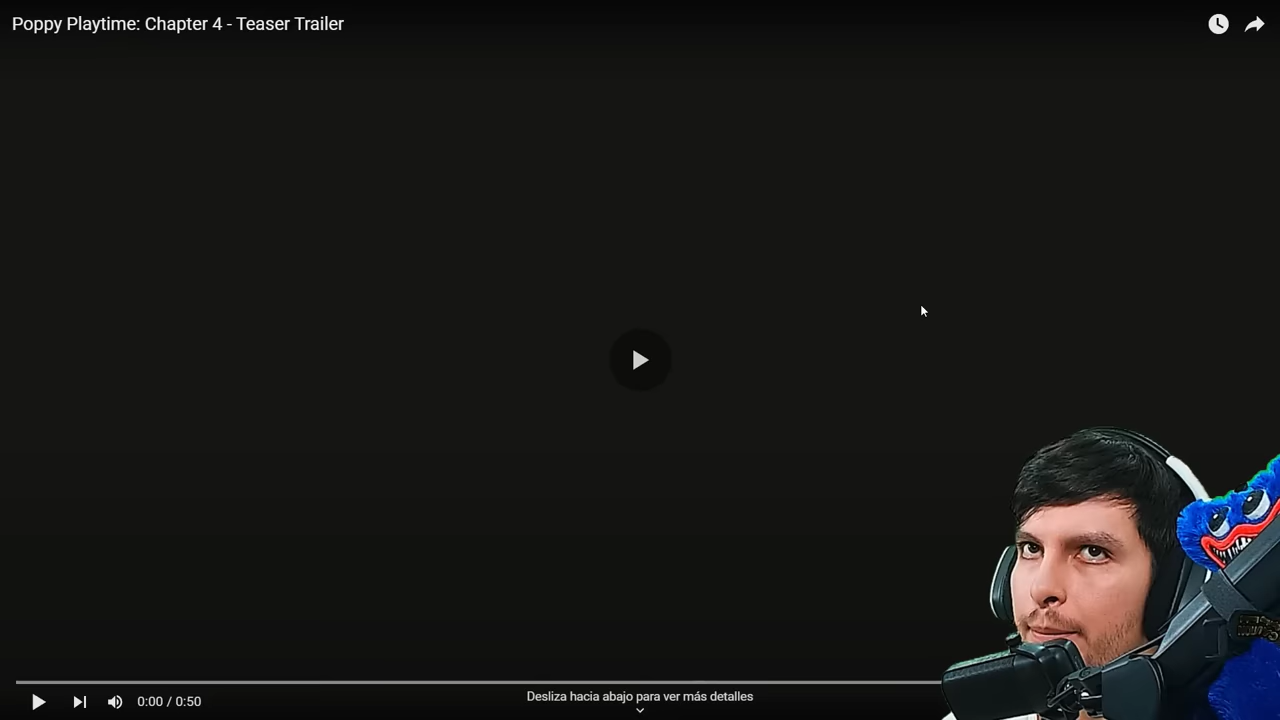 Poppy Playtime: Chapter 4 - Teaser Trailer
0:00 / 0:50
Desliza hacia abajo para ver más detalles